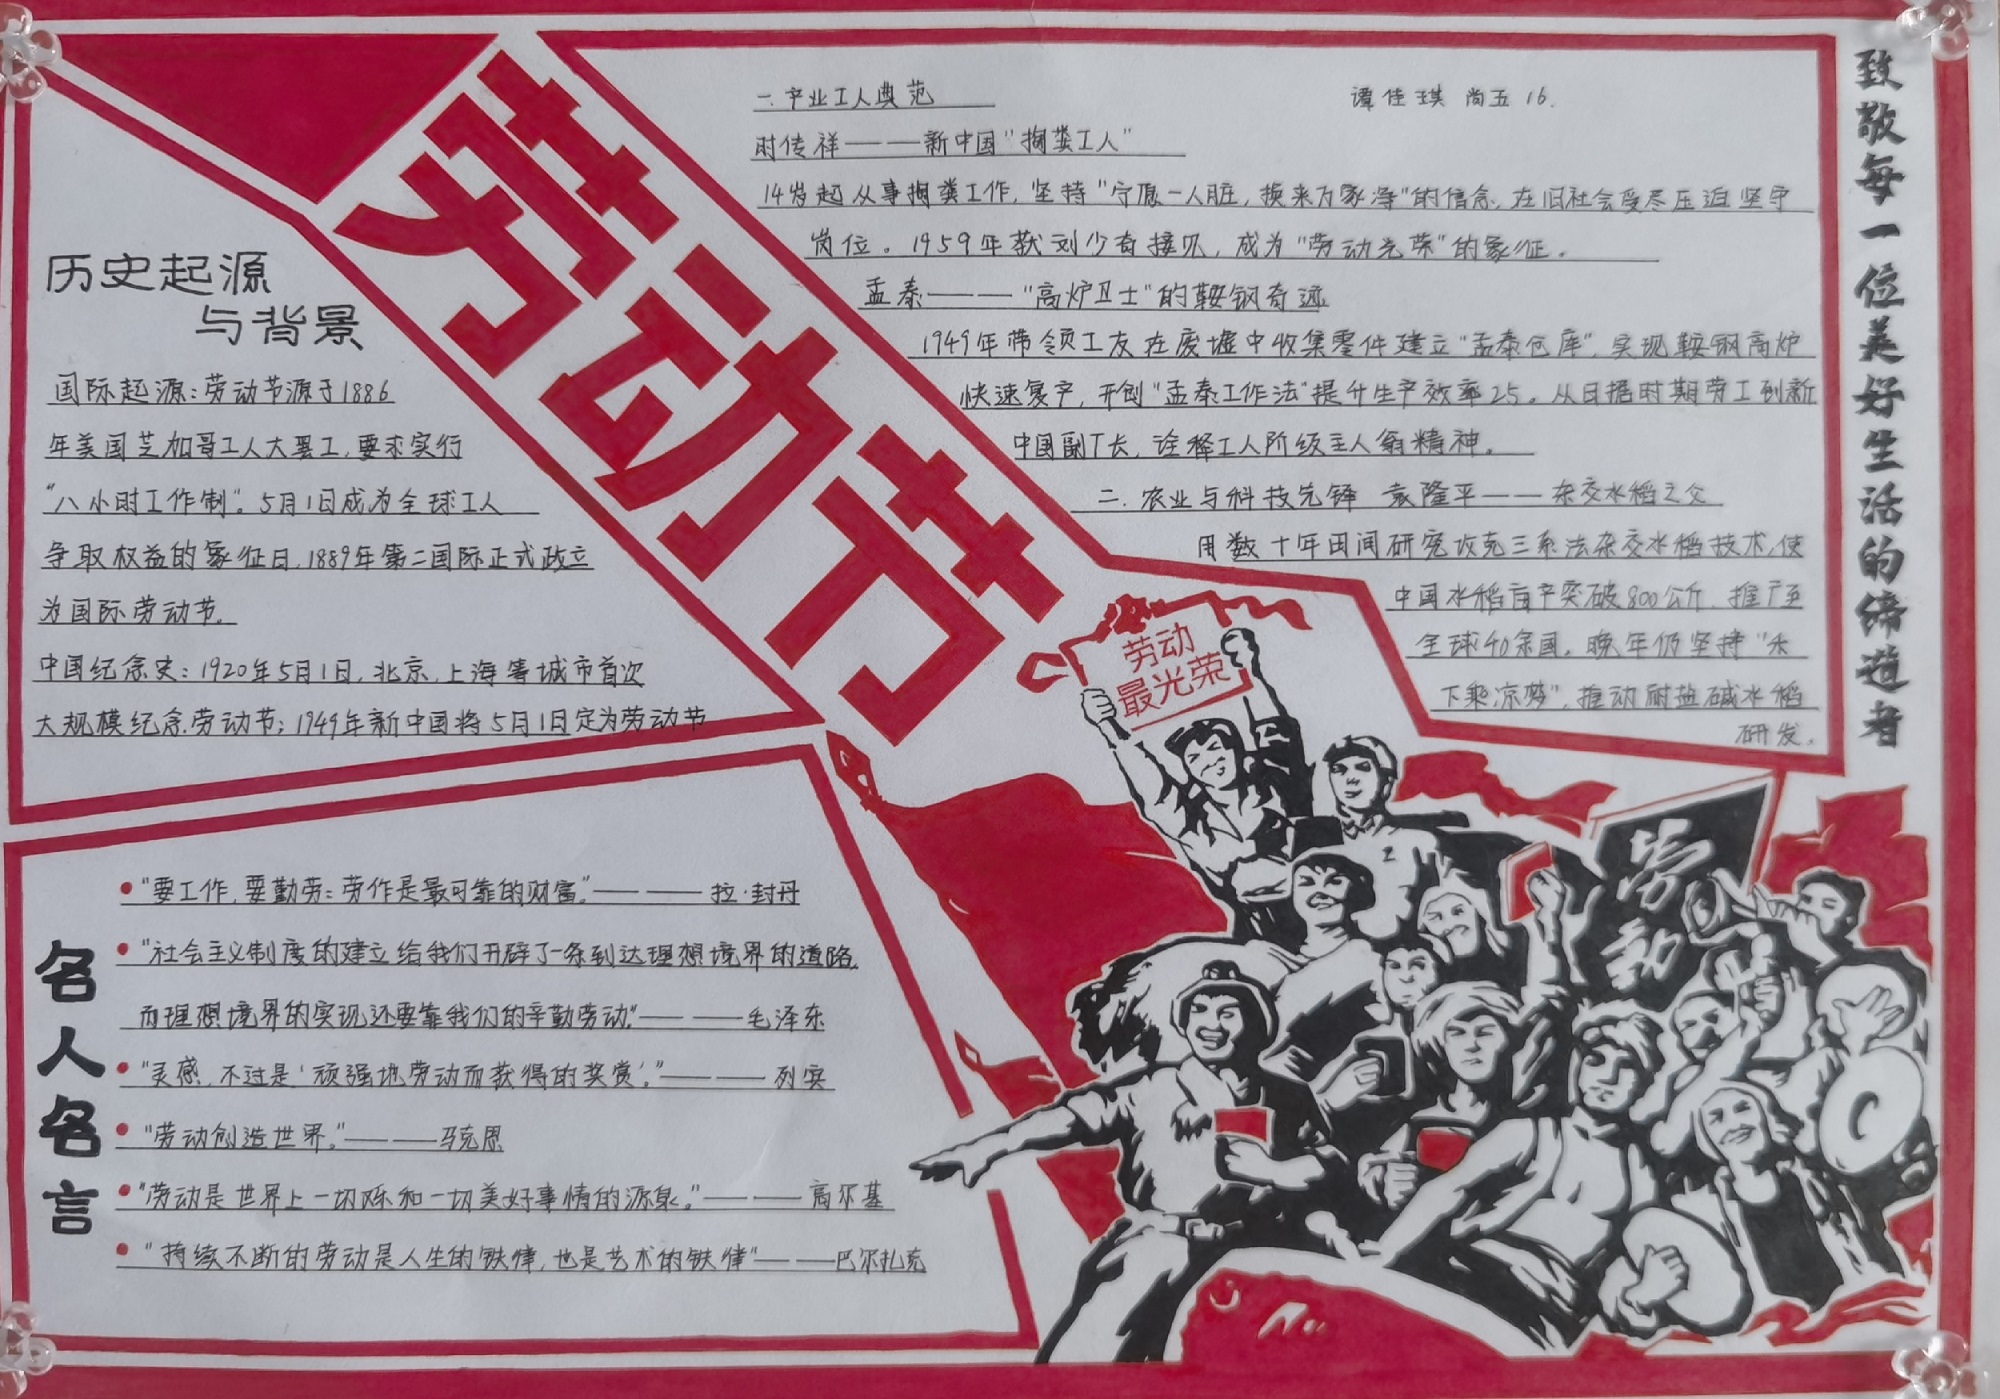 劳动节
历史起源
与背景
国际起源:劳动节源于1886
年美国芝加哥工人大罢工,要求实行
“八小时工作制”。5月1日成为全球工人
争取权益的象征日,1889年第二国际正式
为国际劳动节。
中国纪念史:1920年5月1日,北京,上海等城市首次
大规模纪念劳动节;1949年新中国将5月1日定为劳动节
一.产业工人典范
谭佳琪 尚五 16.
时传祥———新中国“掏粪工人”
14岁起从事掏粪工作,坚持“宁愿一人脏,换来万家净”的信念,在旧社会受尽压迫坚守
岗位。1959年获刘少奇接见,成为“劳动光荣”的象征。
孟泰———“高炉卫士”的鞍钢奇迹
1949年带领工友在废墟中收集零件建立“孟泰仓库”,实现鞍钢高炉
快速复产,开创“孟泰工作法”提升生产效率25。从日据时期劳工到新
中国副厂长,诠释工人阶级主人翁精神。
二.农业与科技先锋 袁隆平——杂交水稻之父
用数十年田间研究攻克三系法杂交水稻技术,使
中国水稻亩产突破800公斤,推广至
全球40余国,晚年仍坚持“禾
下乘凉梦”,推动耐盐碱水稻
研发.
致敬每一位美好生活的缔造者
劳动
最光荣
劳动
名人名言
“要工作,要勤劳:劳作是最可靠的财富。”———拉·封丹
“社会主义制度的建立给我们开辟了一条到达理想境界的道路,
而理想境界的实现还要靠我们的辛勤劳动。”———毛泽东
“灵感,不过是‘顽强地劳动而获得的奖赏’。”———列宾
“劳动创造世界。”———马克思
“劳动是世界上一切欢和一切美好事情的源泉。”———高尔基
“持续不断的劳动是人生的铁律,也是艺术的铁律”———巴尔扎克